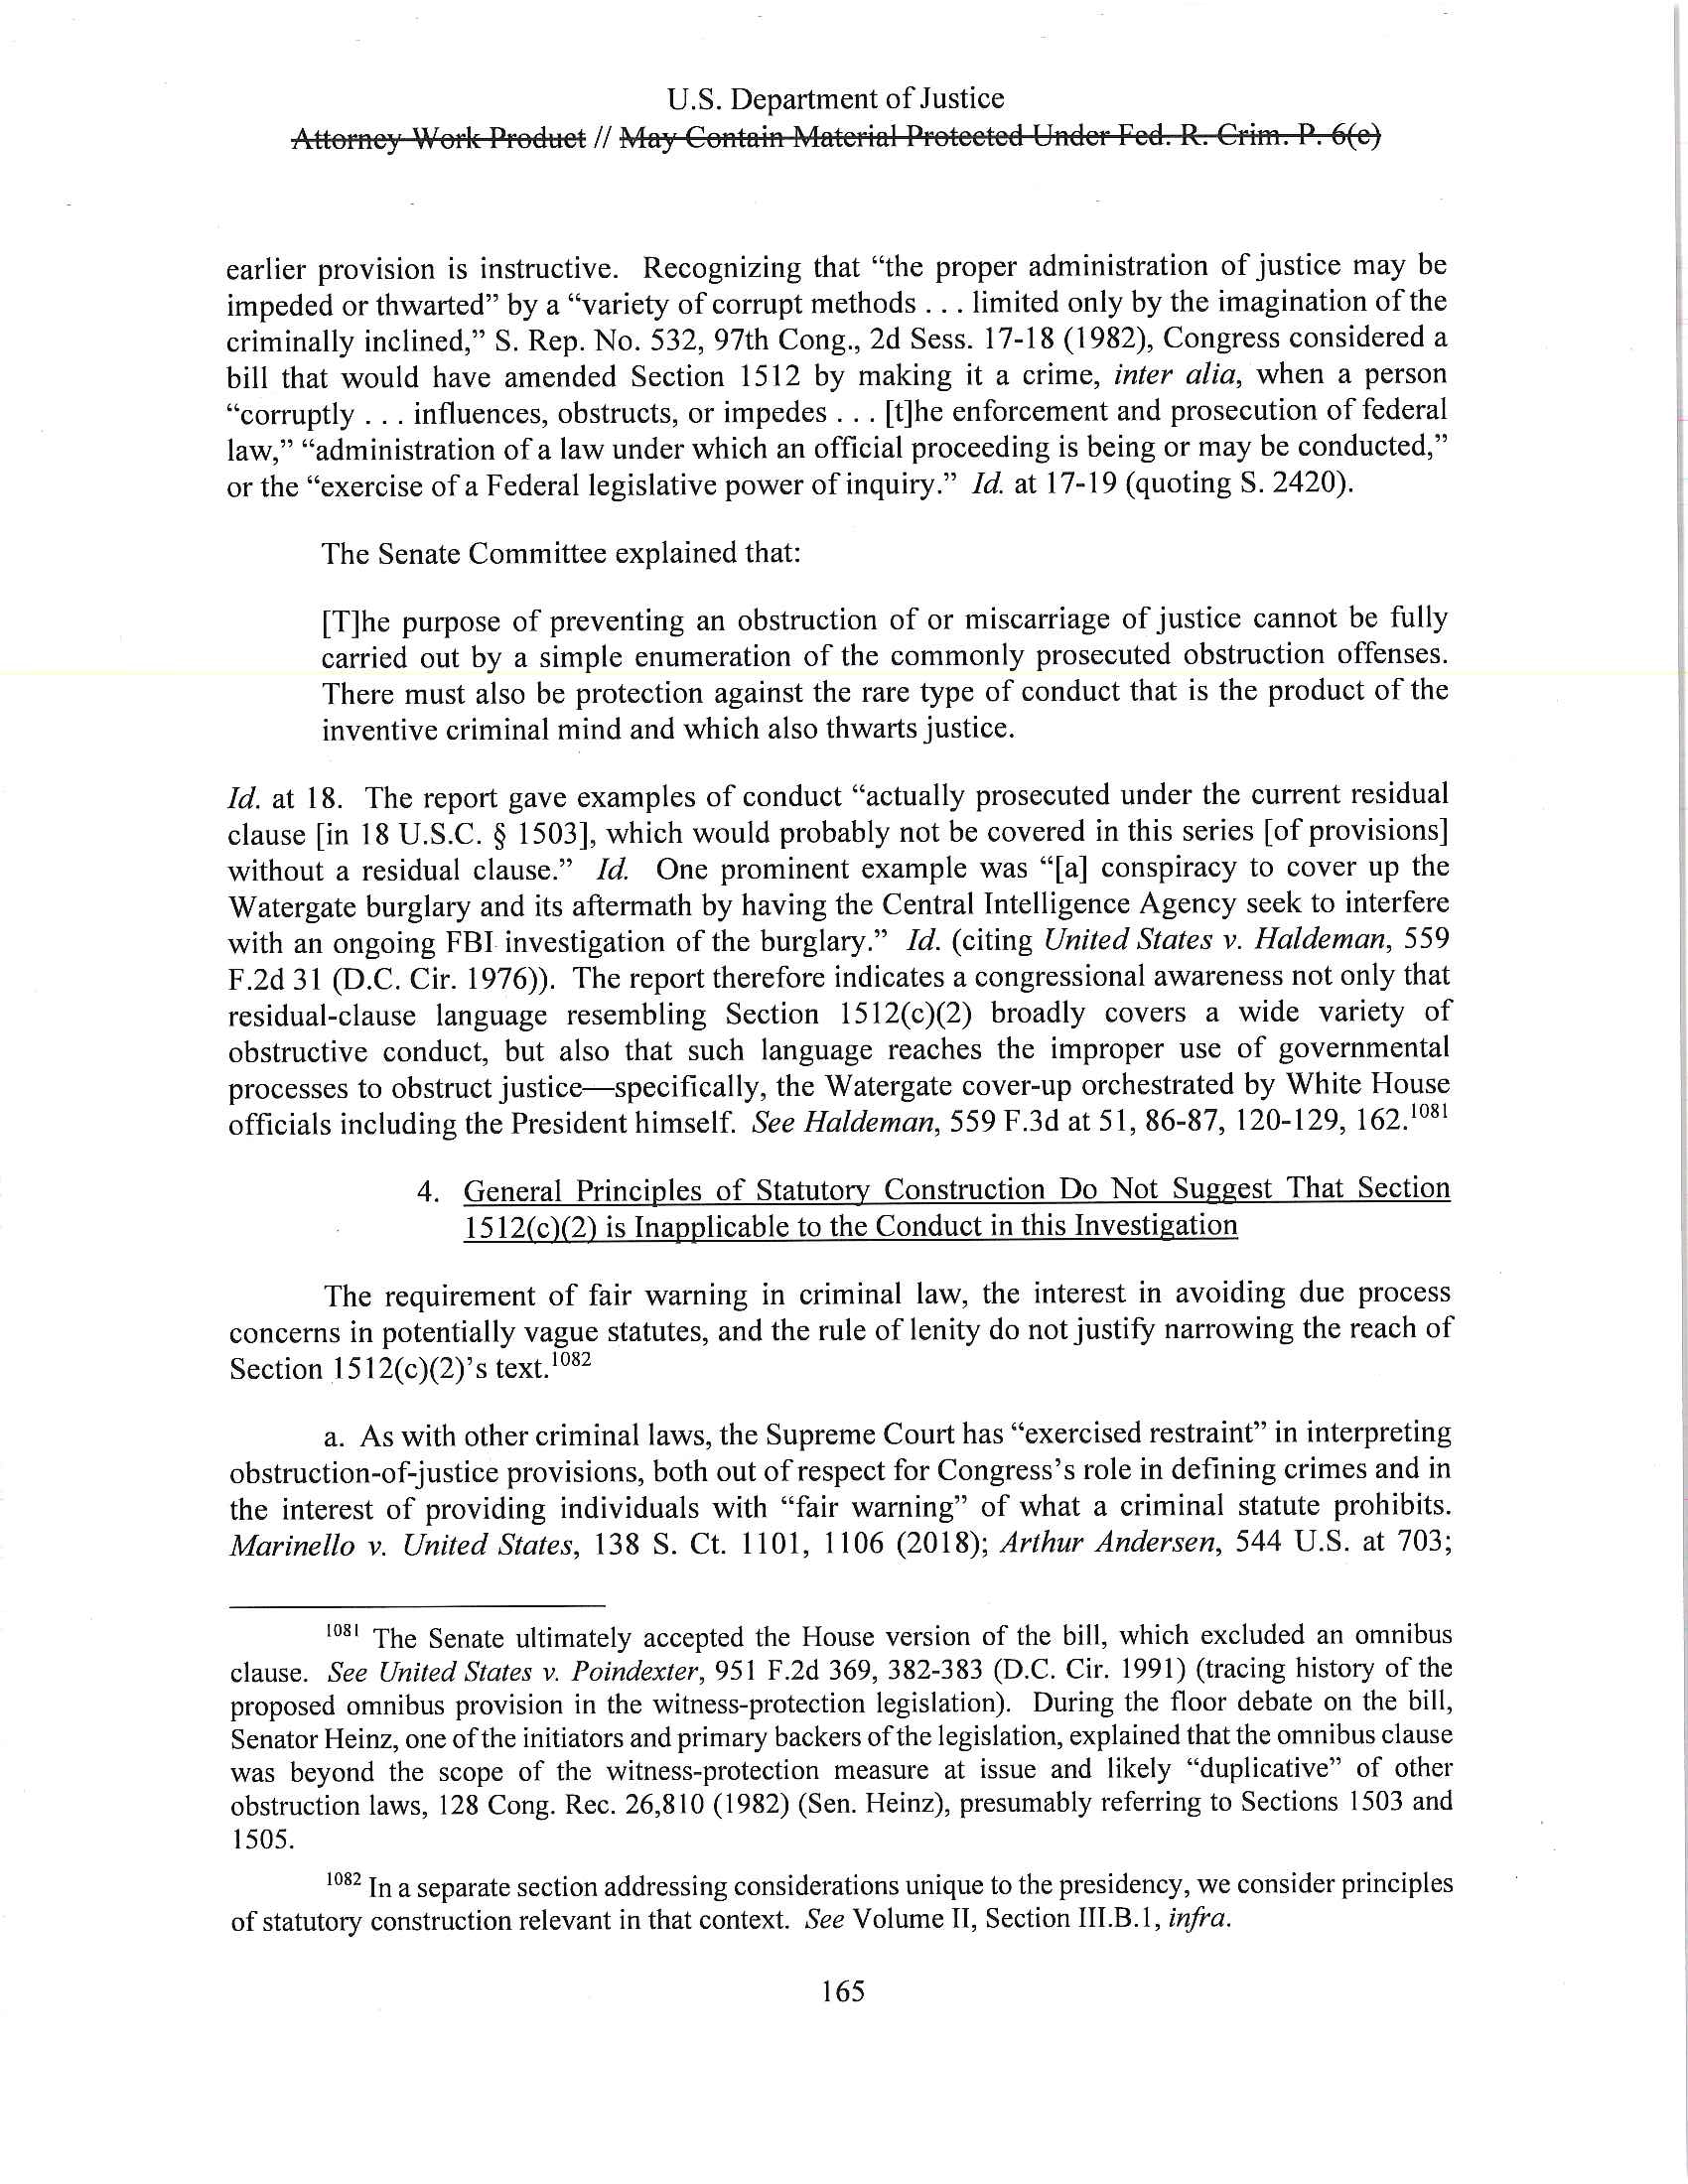 U.S. Department of Justice
Attorney Work Product // May Contain Material Protected Under Fed. R. Crim. P. 6(e)
earlier provision is instructive. Recognizing that “the proper administration of justice may be
impeded or thwarted” by a “variety of corrupt methods . . . limited only by the imagination of the
criminally inclined,” S. Rep. No. 532, 97th Cong., 2d Sess. 17-18 (1982), Congress considered a
bill that would have amended Section 1512 by making it a crime, inter alia, when a person
“corruptly . . . influences, obstructs, or impedes . . . [t]he enforcement and prosecution of federal
law,” “administration of a law under which an official proceeding is being or may be conducted,”
or the “exercise of a Federal legislative power of inquiry.” Id. at 17-19 (quoting S. 2420).
The Senate Committee explained that:
[T]he purpose of preventing an obstruction of or miscarriage of justice cannot be fully
carried out by a simple enumeration of the commonly prosecuted obstruction offenses.
There must also be protection against the rare type of conduct that is the product of the
inventive criminal mind and which also thwarts justice.
Id. at 18. The report gave examples of conduct “actually prosecuted under the current residual
clause [in 18 U.S.C. § 1503], which would probably not be covered in this series [of provisions]
without a residual clause.” Id. One prominent example was “[a] conspiracy to cover up the
Watergate burglary and its aftermath by having the Central Intelligence Agency seek to interfere
with an ongoing FBI investigation of the burglary.” Id. (citing United States v. Haldeman, 559
F.2d 31 (D.C. Cir. 1976)). The report therefore indicates a congressional awareness not only that
residual-clause language resembling Section 1512(c)(2) broadly covers a wide variety of
obstructive conduct, but also that such language reaches the improper use of governmental
processes to obstruct justice—specifically, the Watergate cover-up orchestrated by White House
officials including the President himself. See Haldeman, 559 F.3d at 51, 86-87, 120-129, 162.1081
4. General Principles of Statutory Construction Do Not Suggest That Section
1512(c)(2) is Inapplicable to the Conduct in this Investigation
The requirement of fair warning in criminal law, the interest in avoiding due process
concerns in potentially vague statutes, and the rule of lenity do not justify narrowing the reach of
Section 1512(c)(2)’s text.1082
a. As with other criminal laws, the Supreme Court has “exercised restraint” in interpreting
obstruction-of-justice provisions, both out of respect for Congress’s role in defining crimes and in
the interest of providing individuals with “fair warning” of what a criminal statute prohibits.
Marinello v. United States, 138 S. Ct. 1101, 1106 (2018); Arthur Andersen, 544 U.S. at 703;
1081 The Senate ultimately accepted the House version of the bill, which excluded an omnibus
clause. See United States v. Poindexter, 951 F.2d 369, 382-383 (D.C. Cir. 1991) (tracing history of the
proposed omnibus provision in the witness-protection legislation). During the floor debate on the bill,
Senator Heinz, one of the initiators and primary backers of the legislation, explained that the omnibus clause
was beyond the scope of the witness-protection measure at issue and likely “duplicative” of other
obstruction laws, 128 Cong. Rec. 26,810 (1982) (Sen. Heinz), presumably referring to Sections 1503 and
1505.
1082 In a separate section addressing considerations unique to the presidency, we consider principles
of statutory construction relevant in that context. See Volume II, Section III.B.1, infra.
165